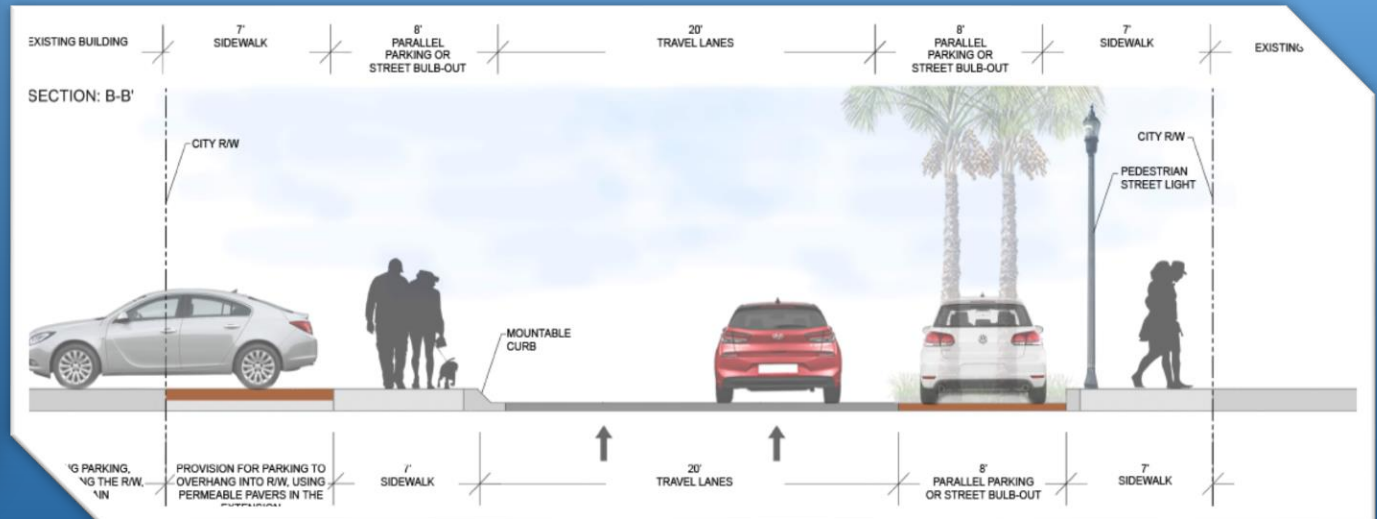 EXISTING BUILDING
7'
SIDEWALK
8'
PARALLEL
PARKING OR
STREET BULB-OUT
20'
TRAVEL LANES
8'
PARALLEL
PARKING OR
STREET BULB-OUT
7'
SIDEWALK
EXISTING
SECTION: B-B'
CITY R/W
CITY R/W
PEDESTRIAN
STREET LIGHT
MOUNTABLE
CURB
PARKING,
THE R/W,
PROVISION FOR PARKING TO
OVERHANG INTO R/W, USING
PERMEABLE PAVERS IN THE
EXTENSION
7'
SIDEWALK
20'
TRAVEL LANES
8'
PARALLEL PARKING
OR STREET BULB-OUT
7'
SIDEWALK